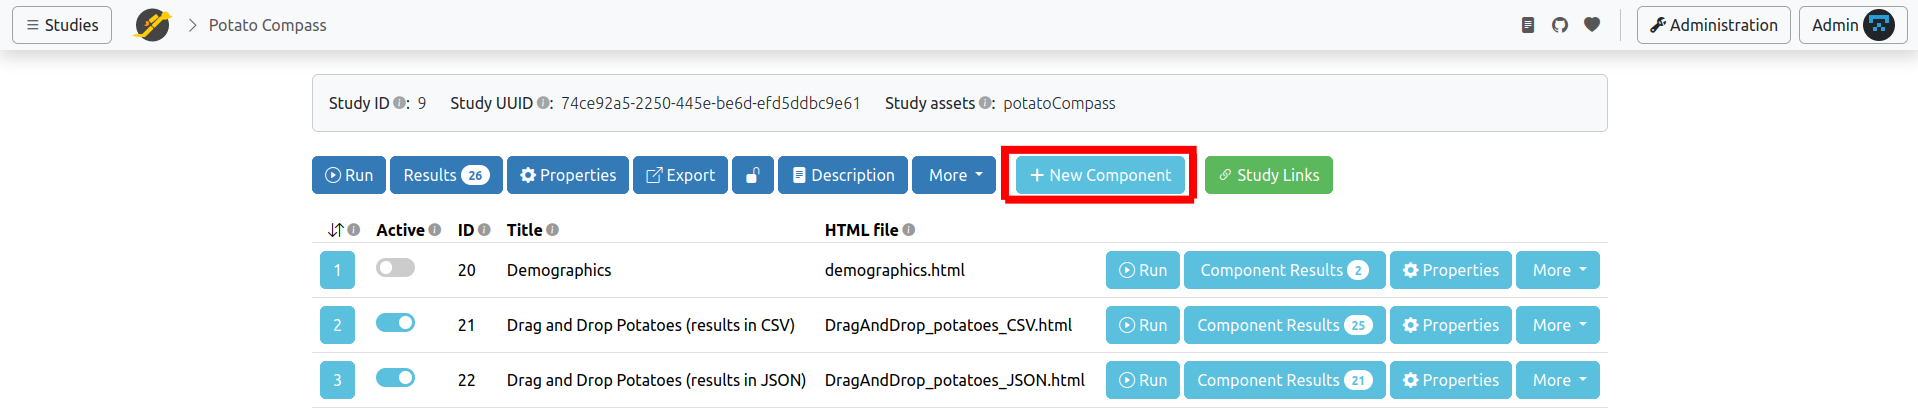 Studies Potato Compass Administration Admin
Study ID : 9 Study UUID : 74ce92a5-2250-445e-be6d-efd5ddbc9e61 Study assets : potatoCompass
Run Results 26 Properties Export Description More + New Component Study Links
Active ID Title HTML file
1 20 Demographics demographics.html Run Component Results 2 Properties More
2 21 Drag and Drop Potatoes (results in CSV) DragAndDrop_potatoes_CSV.html Run Component Results 25 Properties More
3 22 Drag and Drop Potatoes (results in JSON) DragAndDrop_potatoes_JSON.html Run Component Results 21 Properties More